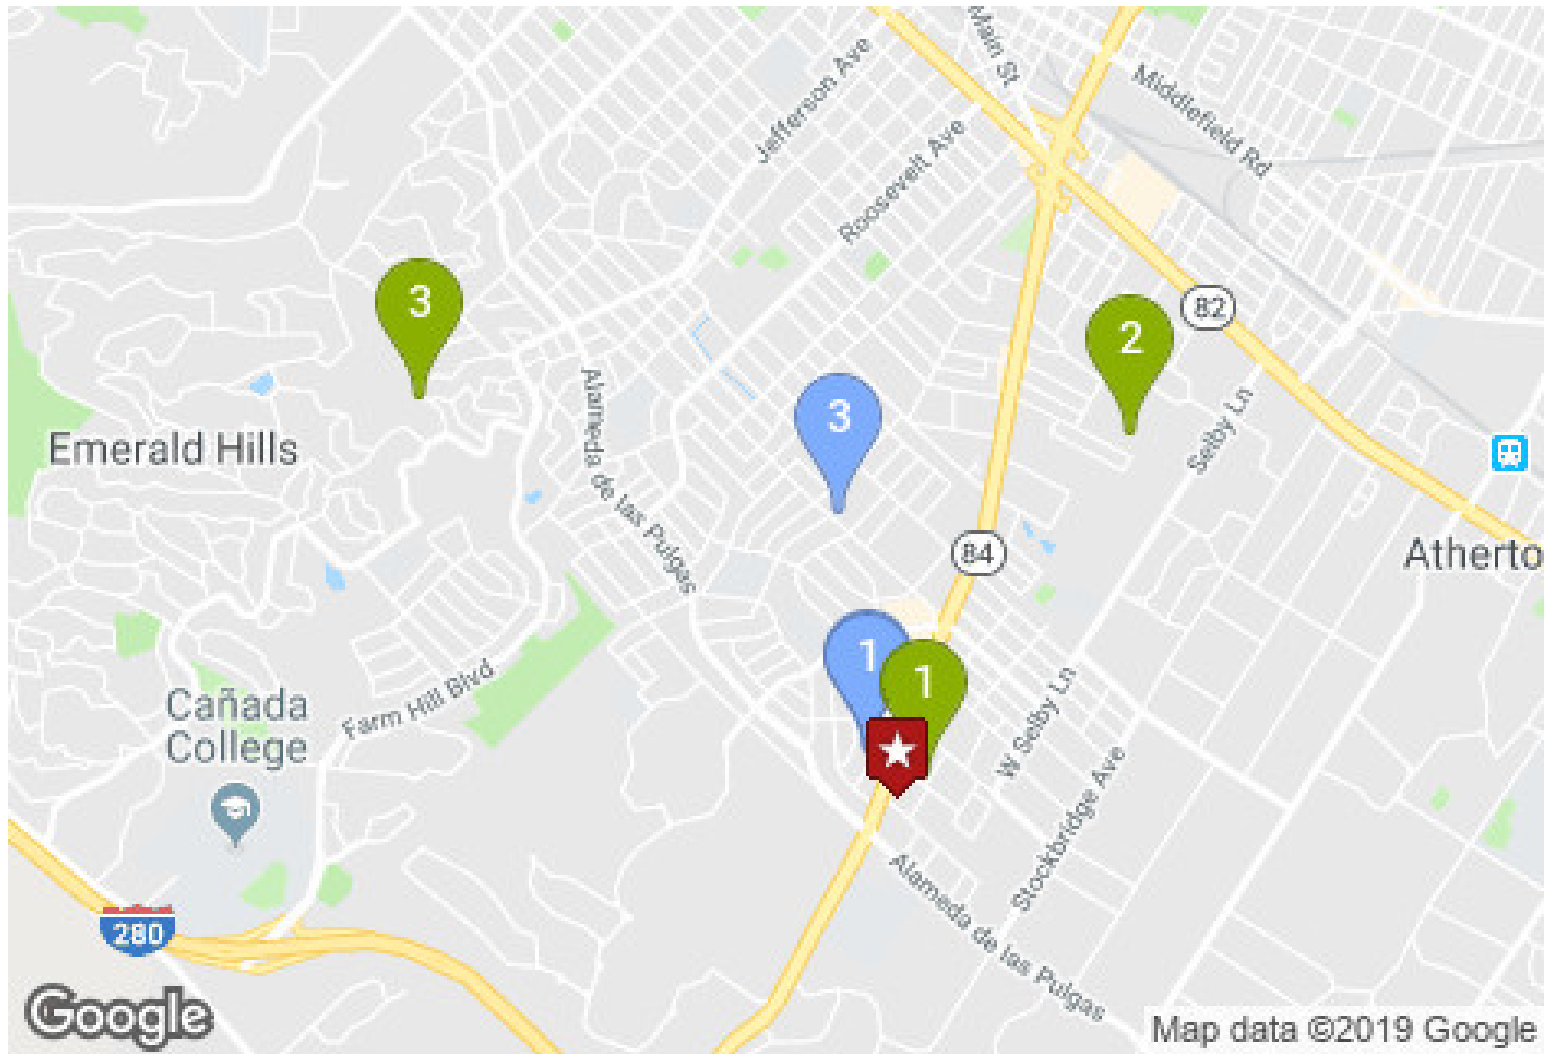 Main St
Jefferson Ave
Middlefield Rd
Roosevelt Ave
3
2
82
3
Alameda de las Pulgas
Selby Ln
Emerald Hills
84
Atherto
1
1
Farm Hill Blvd
W Selby Ln
Cañada
College
Stockbridge Ave
Alameda de las Pulgas
280
Google
Map data ©2019 Google